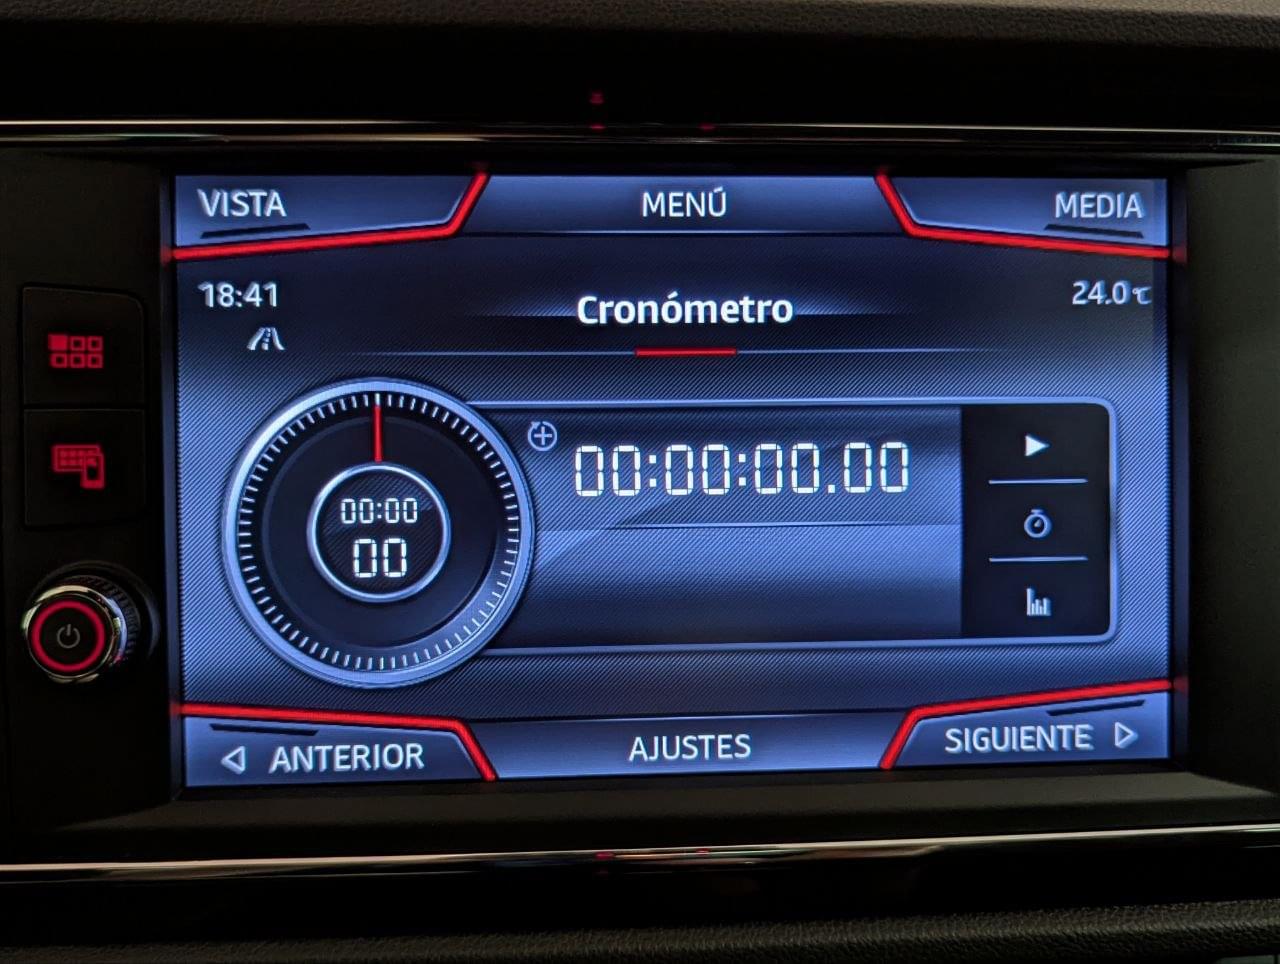 VISTA
MENÚ
MEDIA
18:41
Cronómetro
24.0°C
00:00
00
00:00:00.00
ANTERIOR
AJUSTES
SIGUIENTE